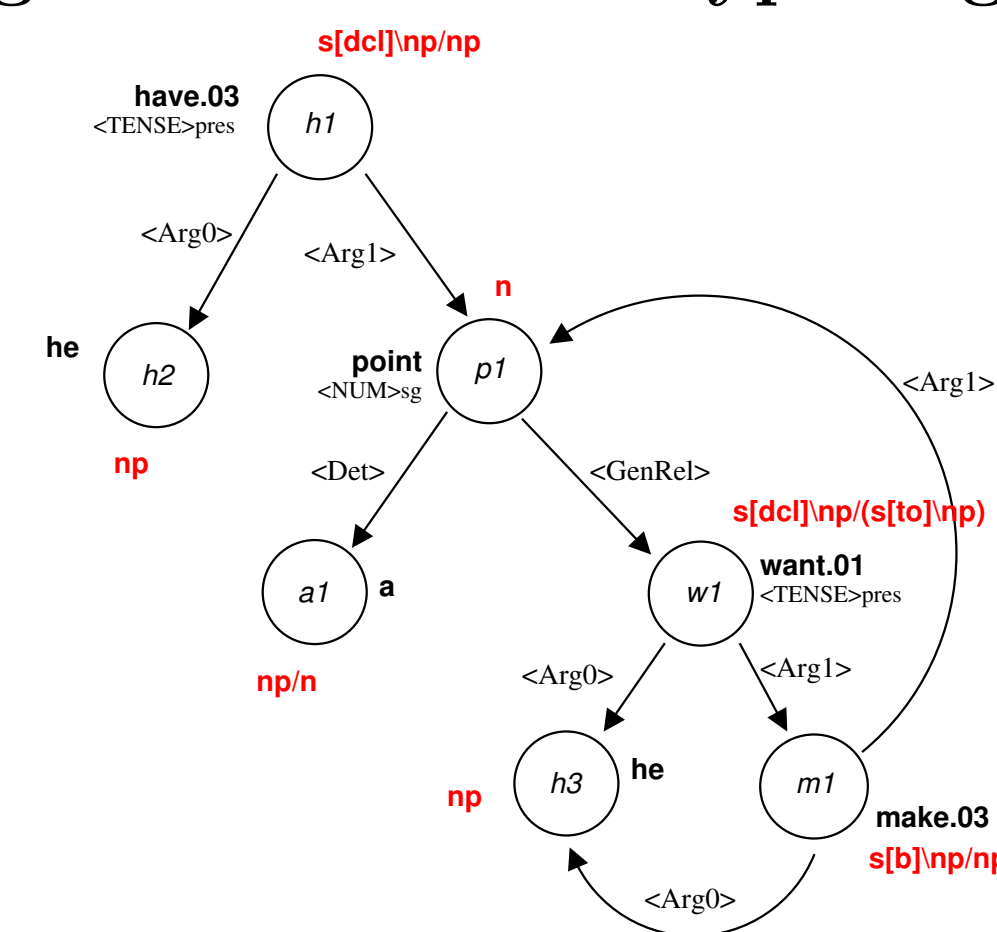 s[dcl]\np/np
have.03
<TENSE>pres
h1
<Arg0>
<Arg1>
n
he
h2
point
<NUM>sg
p1
<Arg1>
np
<Det>
<GenRel>
s[dcl]\np/(s[to]\np)
a1
a
w1
want.01
<TENSE>pres
np/n
<Arg0>
<Arg1>
np
h3
he
m1
make.03
s[b]\np/np
<Arg0>